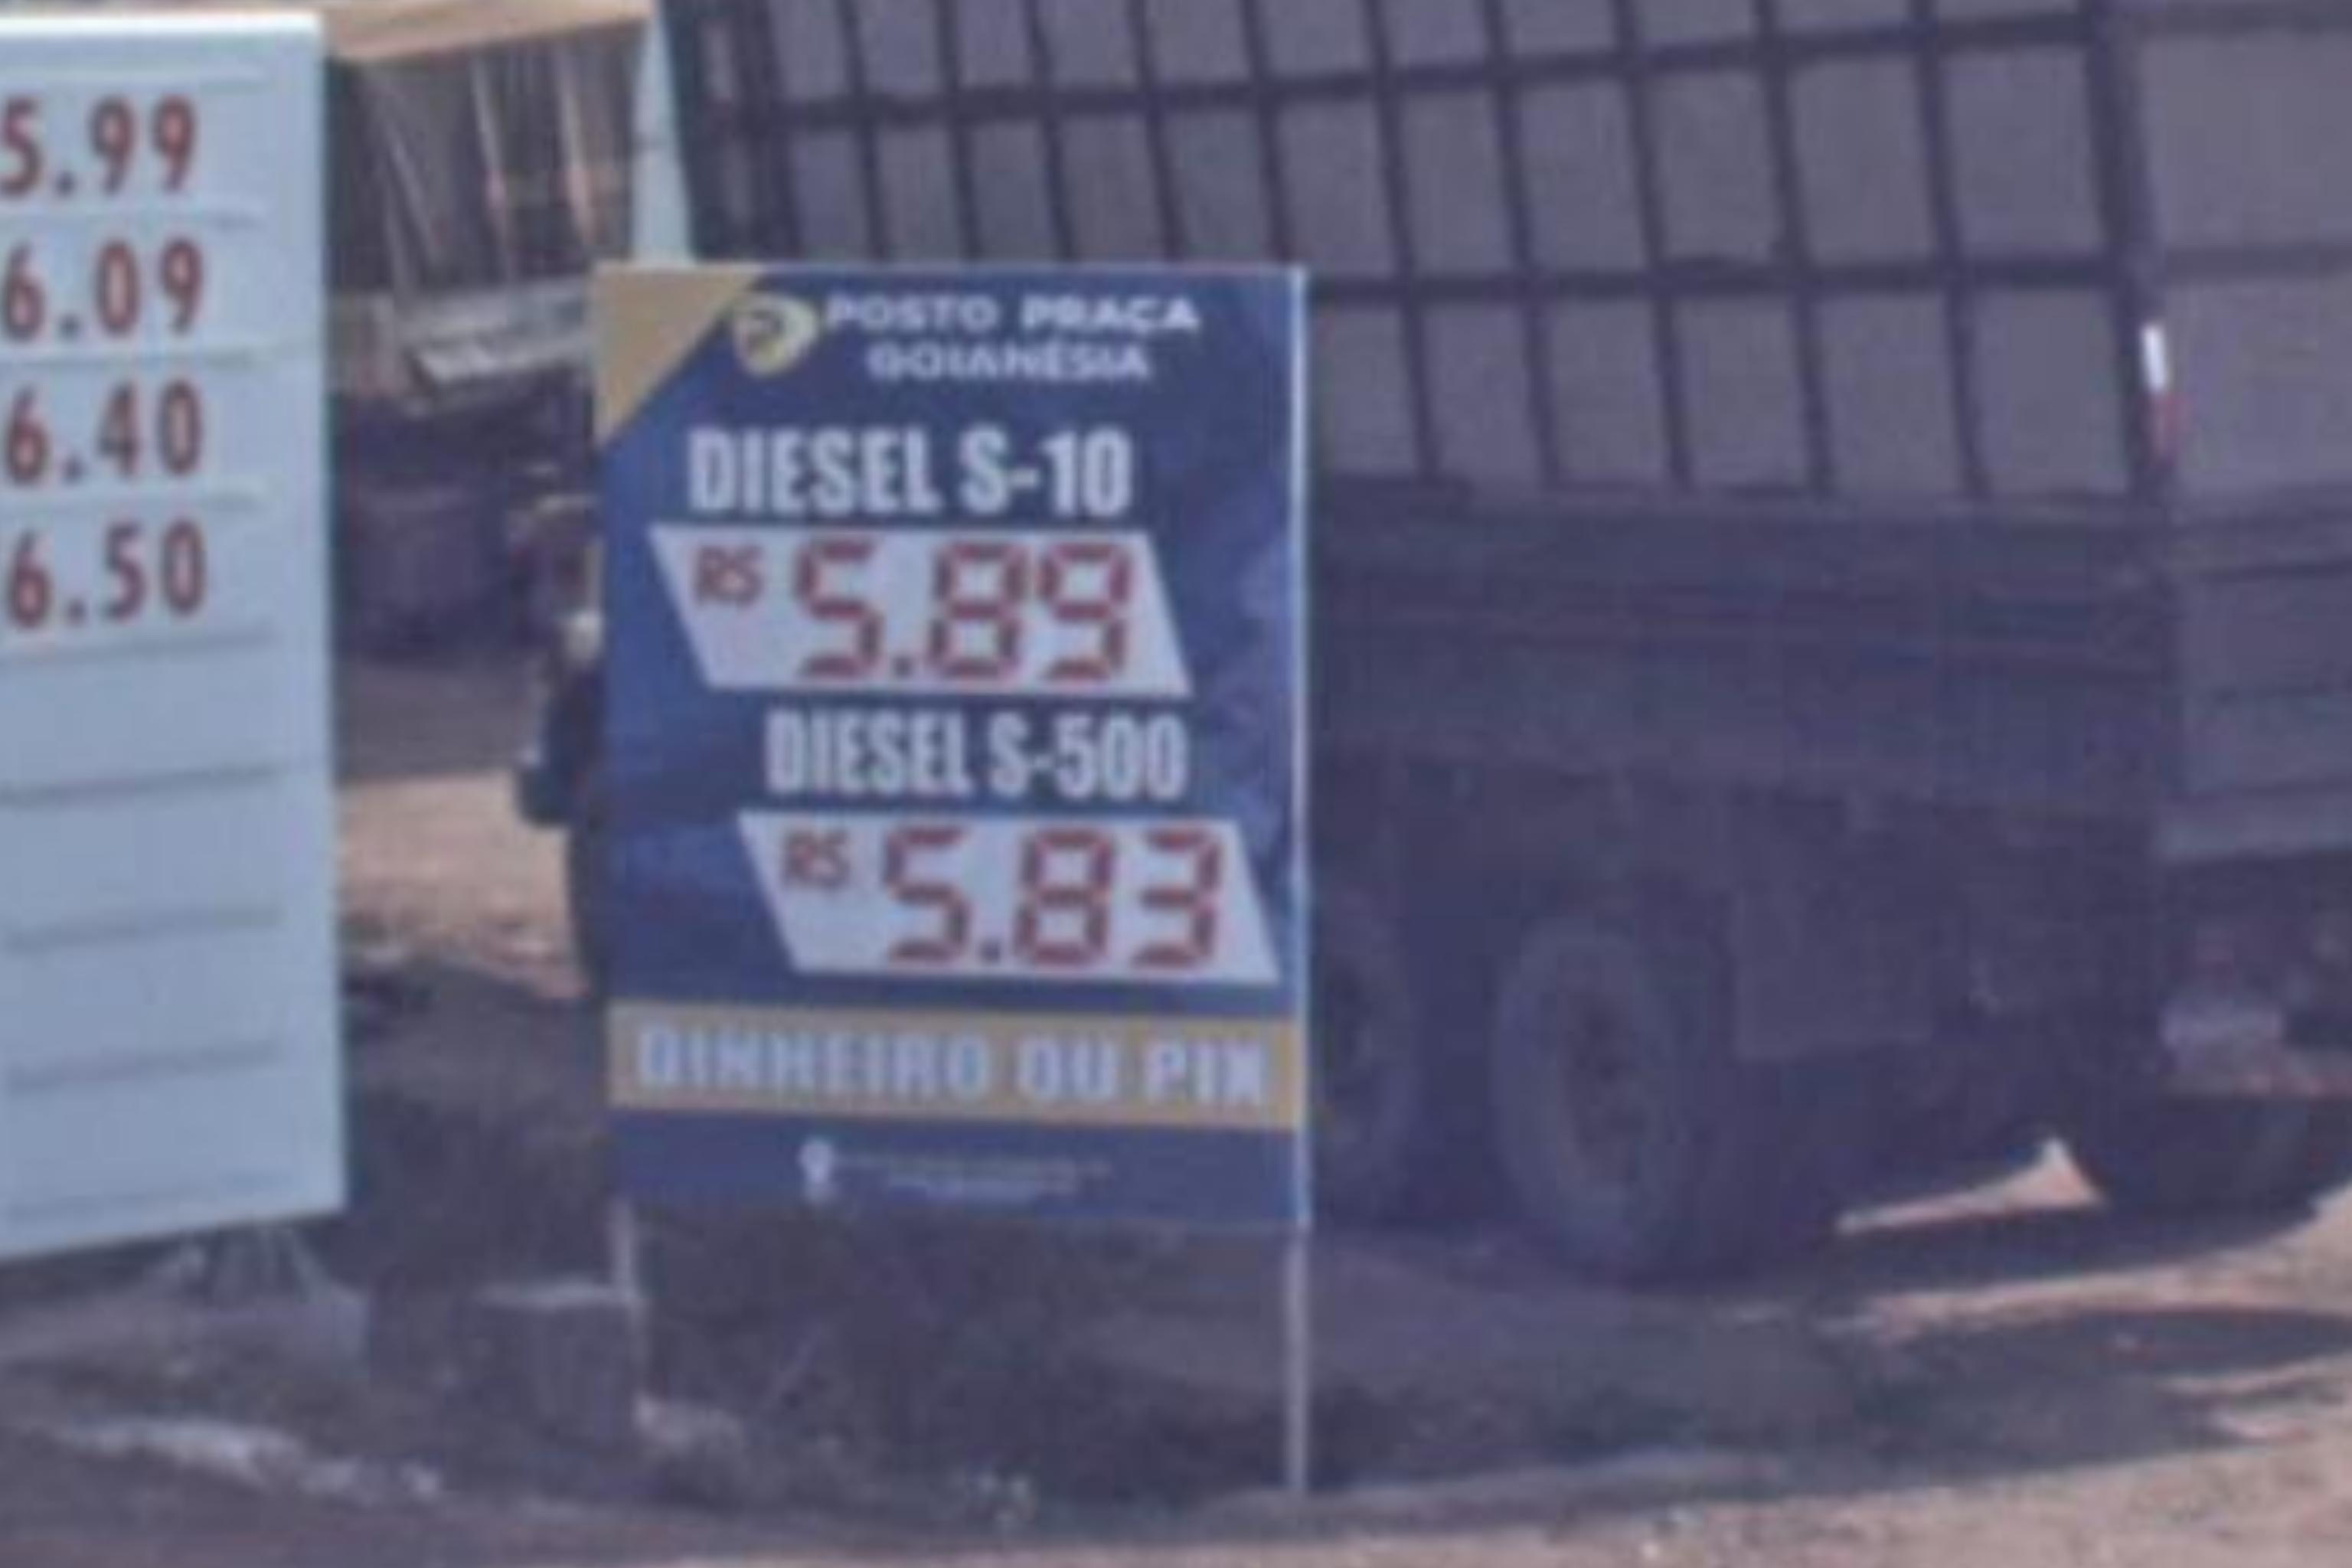 5.99
6.09
6.40
6.50
POSTO PRAÇA
GOIANÉSIA
DIESEL S-10
R$ 5.89
DIESEL S-500
R$ 5.83
DINHEIRO OU PIX